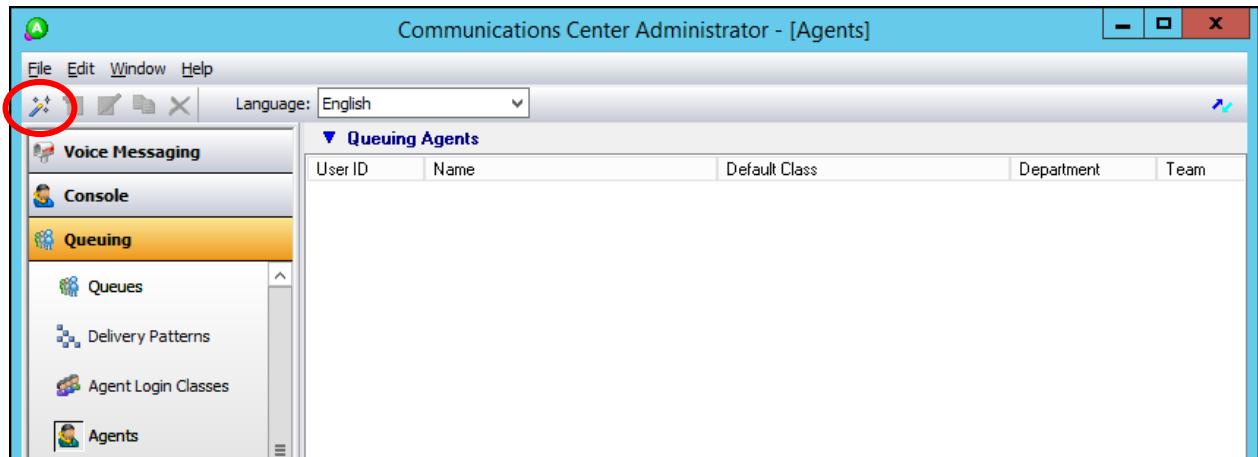 Communications Center Administrator - [Agents]
File Edit Window Help
Language: English
Voice Messaging
Console
Queuing
Queues
Delivery Patterns
Agent Login Classes
Agents
Queuing Agents
User ID Name Default Class Department Team